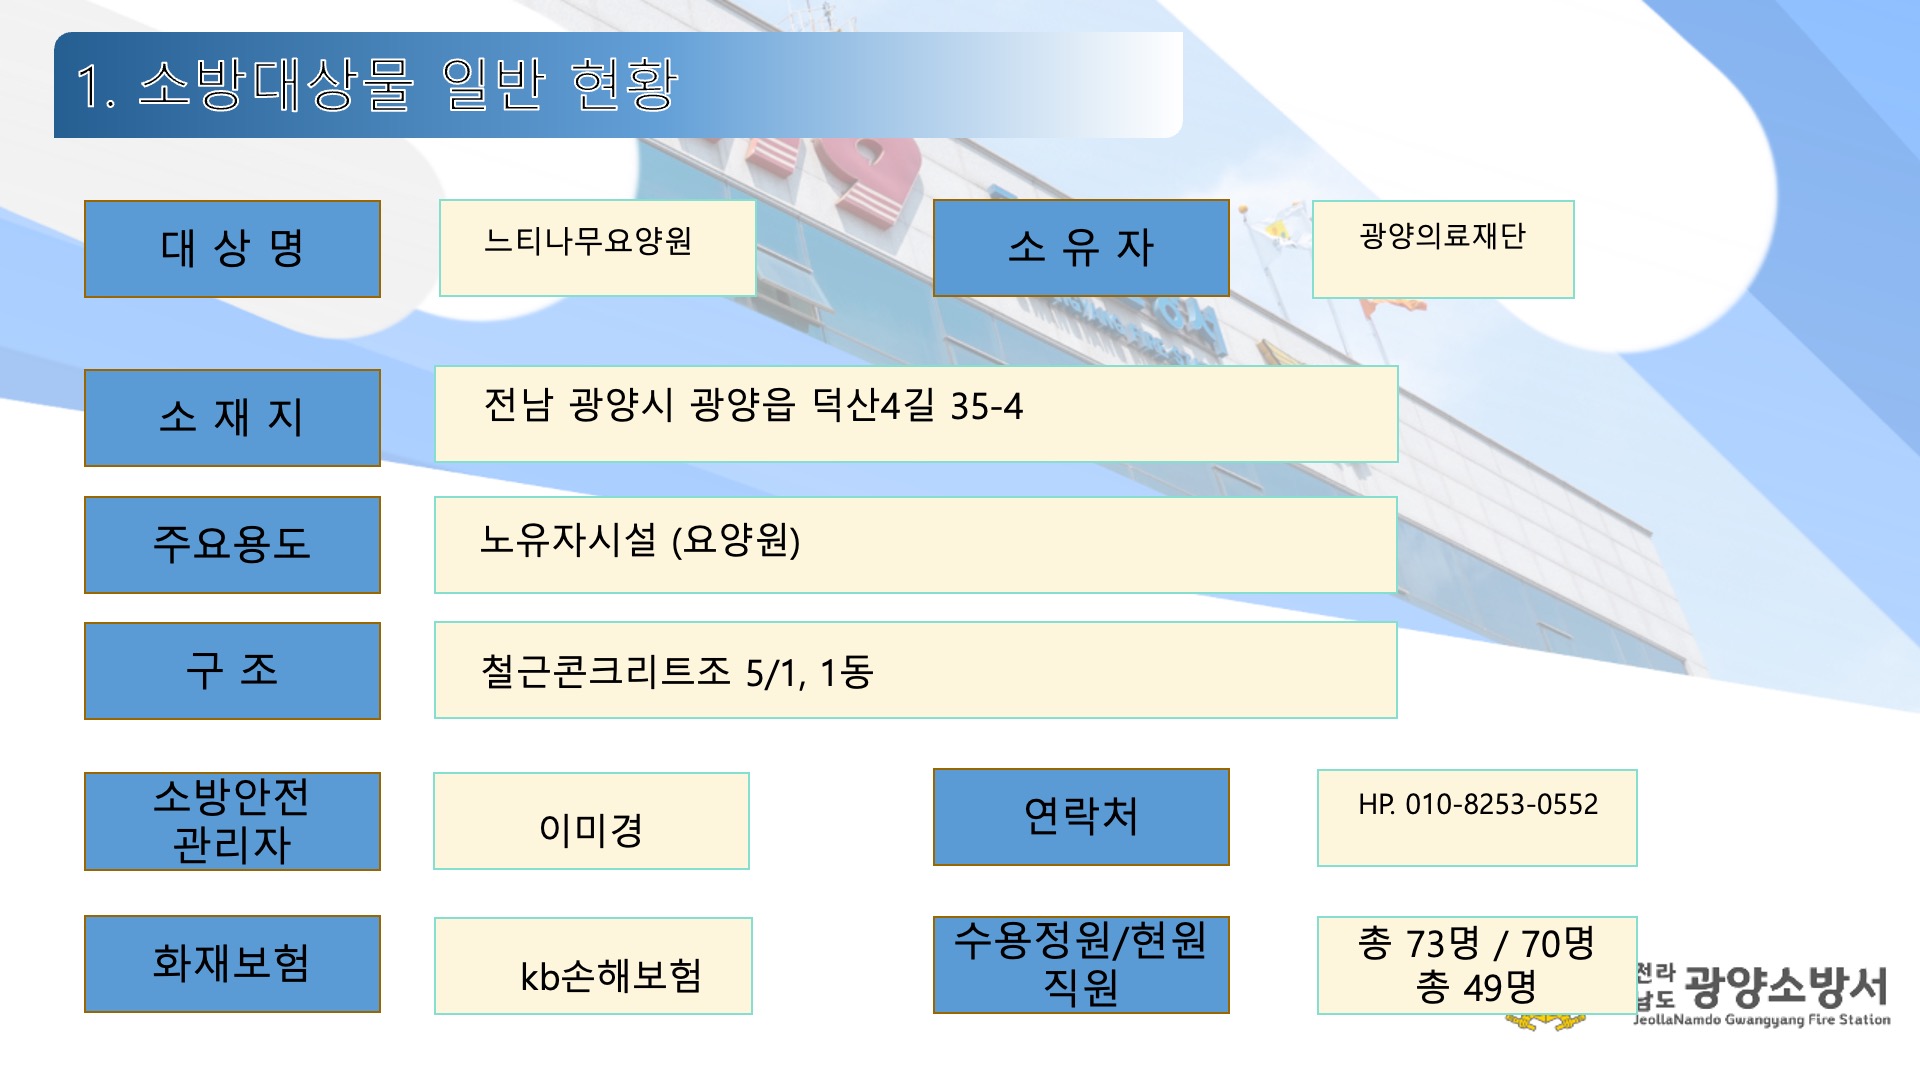 1. 소방대상물 일반 현황
대 상 명
느티나무요양원
소 유 자
광양의료재단
소 재 지
전남 광양시 광양읍 덕산4길 35-4
주요용도
노유자시설 (요양원)
구 조
철근콘크리트조 5/1, 1동
소방안전
관리자
이미경
연락처
HP. 010-8253-0552
화재보험
kb손해보험
수용정원/현원
직원
총 73명 / 70명
총 49명
전라
남도
광양소방서
JeollaNamdo Gwangyang Fire Station